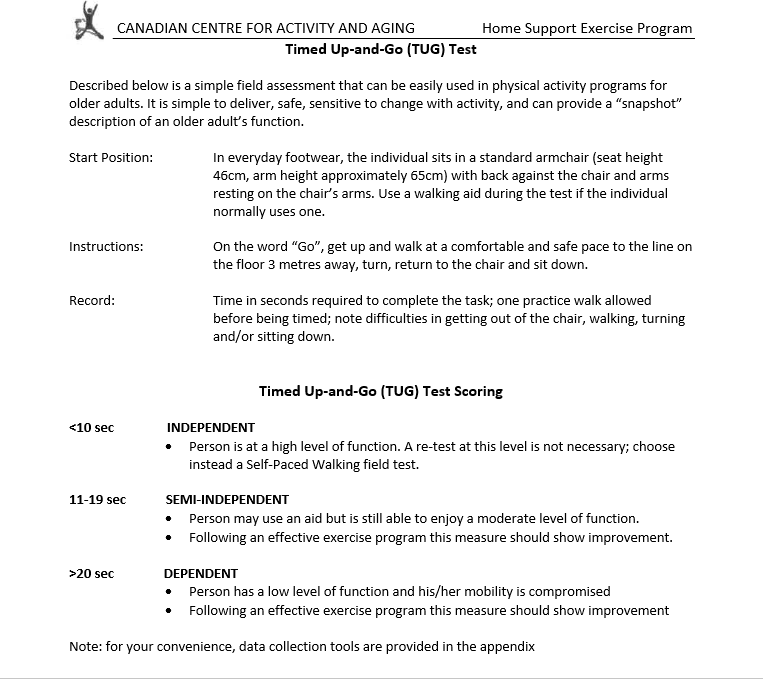 CANADIAN CENTRE FOR ACTIVITY AND AGING Home Support Exercise Program
Timed Up-and-Go (TUG) Test
Described below is a simple field assessment that can be easily used in physical activity programs for
older adults. It is simple to deliver, safe, sensitive to change with activity, and can provide a “snapshot”
description of an older adult’s function.
Start Position: In everyday footwear, the individual sits in a standard armchair (seat height
46cm, arm height approximately 65cm) with back against the chair and arms
resting on the chair’s arms. Use a walking aid during the test if the individual
normally uses one.
Instructions: On the word “Go”, get up and walk at a comfortable and safe pace to the line on
the floor 3 metres away, turn, return to the chair and sit down.
Record: Time in seconds required to complete the task; one practice walk allowed
before being timed; note difficulties in getting out of the chair, walking, turning
and/or sitting down.
Timed Up-and-Go (TUG) Test Scoring
<10 sec INDEPENDENT
• Person is at a high level of function. A re-test at this level is not necessary; choose
instead a Self-Paced Walking field test.
11-19 sec SEMI-INDEPENDENT
• Person may use an aid but is still able to enjoy a moderate level of function.
• Following an effective exercise program this measure should show improvement.
>20 sec DEPENDENT
• Person has a low level of function and his/her mobility is compromised
• Following an effective exercise program this measure should show improvement
Note: for your convenience, data collection tools are provided in the appendix